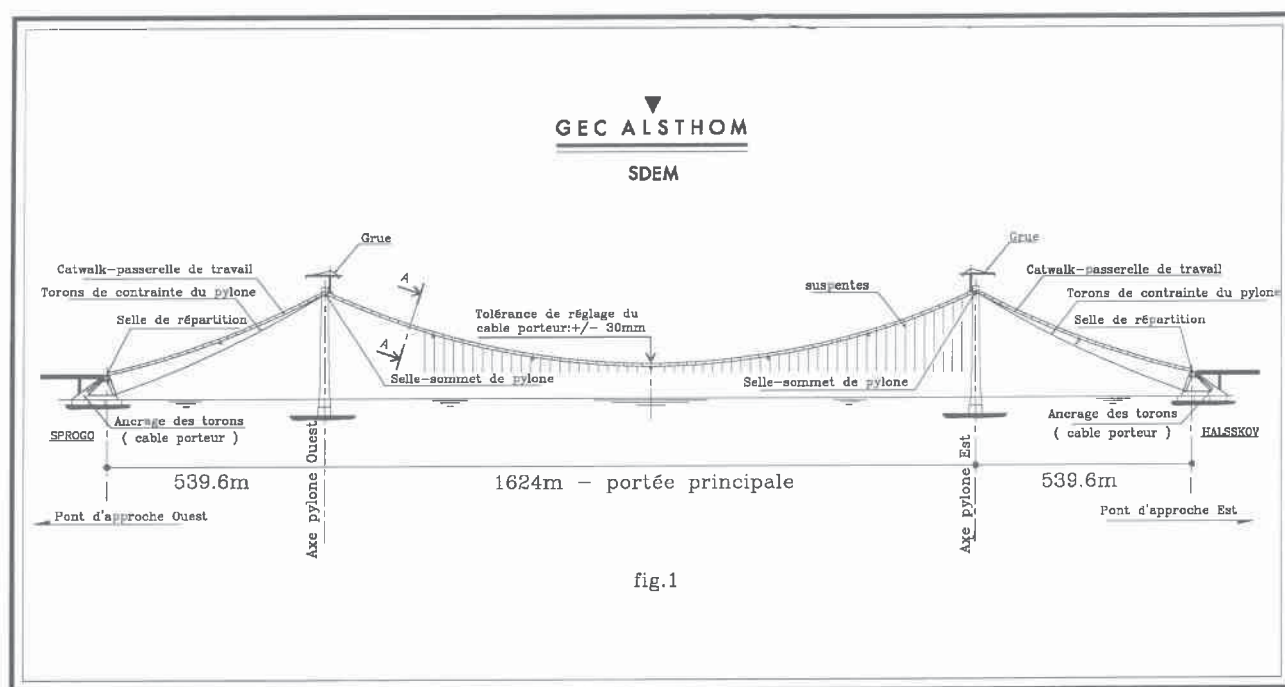 GEC ALSTHOM
SDEM
Grue
Grue
Catwalk-passerelle de travail
Torons de contrainte du pylone
Selle de répartition
A
A
Tolérance de réglage du
cable porteur:+/- 30mm
suspentes
Catwalk-passerelle de travail
Torons de contrainte du pylone
Selle de répartition
Selle-sommet de pylone
Selle-sommet de pylone
Ancrage des torons
( cable porteur )
SPROGO
Ancrage des torons
( cable porteur )
HALSSKOV
Axe pylone Ouest
Axe pylone Est
539.6m
1624m - portée principale
539.6m
Pont d'approche Ouest
Pont d'approche Est
fig.1